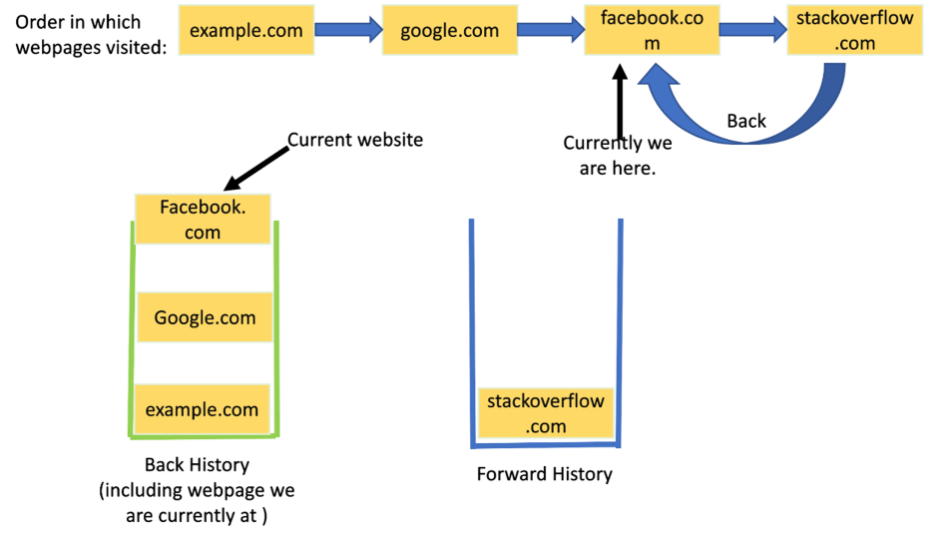 Order in which
webpages visited:
example.com
google.com
facebook.co
m
stackoverflow
.com
Back
Currently we
are here.
Current website
Facebook.
com
Google.com
example.com
stackoverflow
.com
Back History
(including webpage we
are currently at )
Forward History